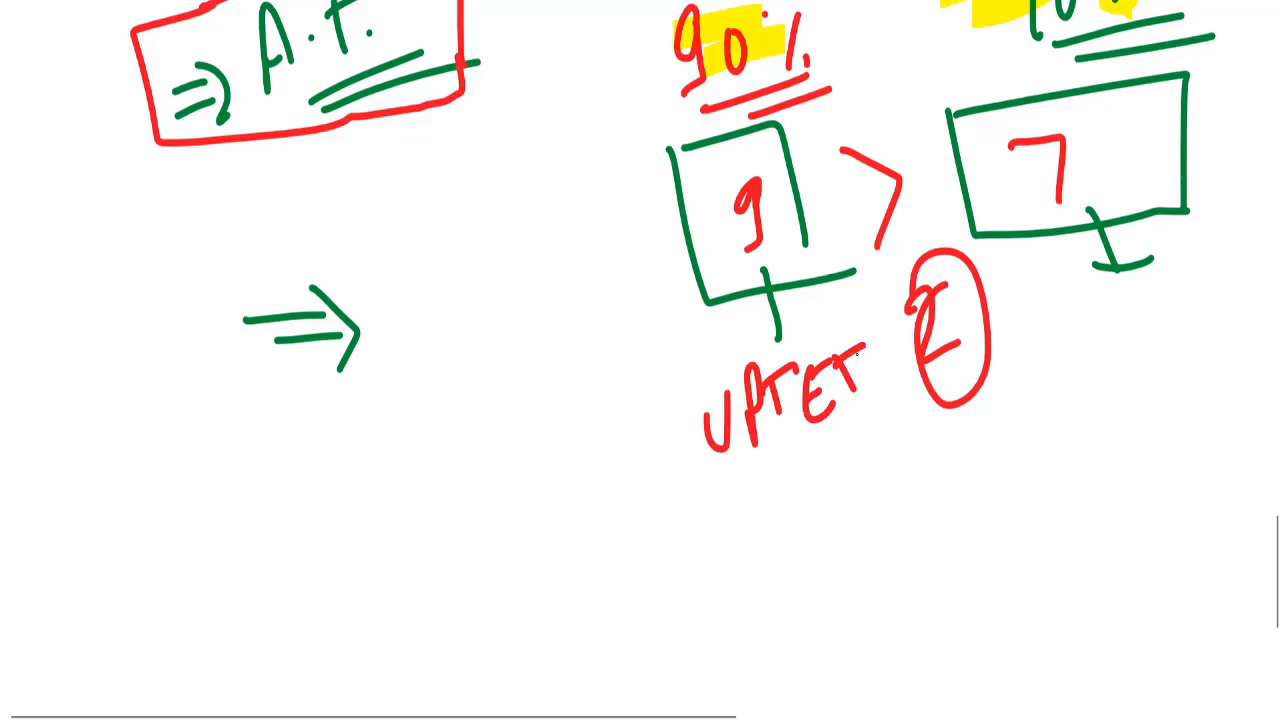 ⇒ A.F.
90%
9 > 7
2
UPTET
⇒